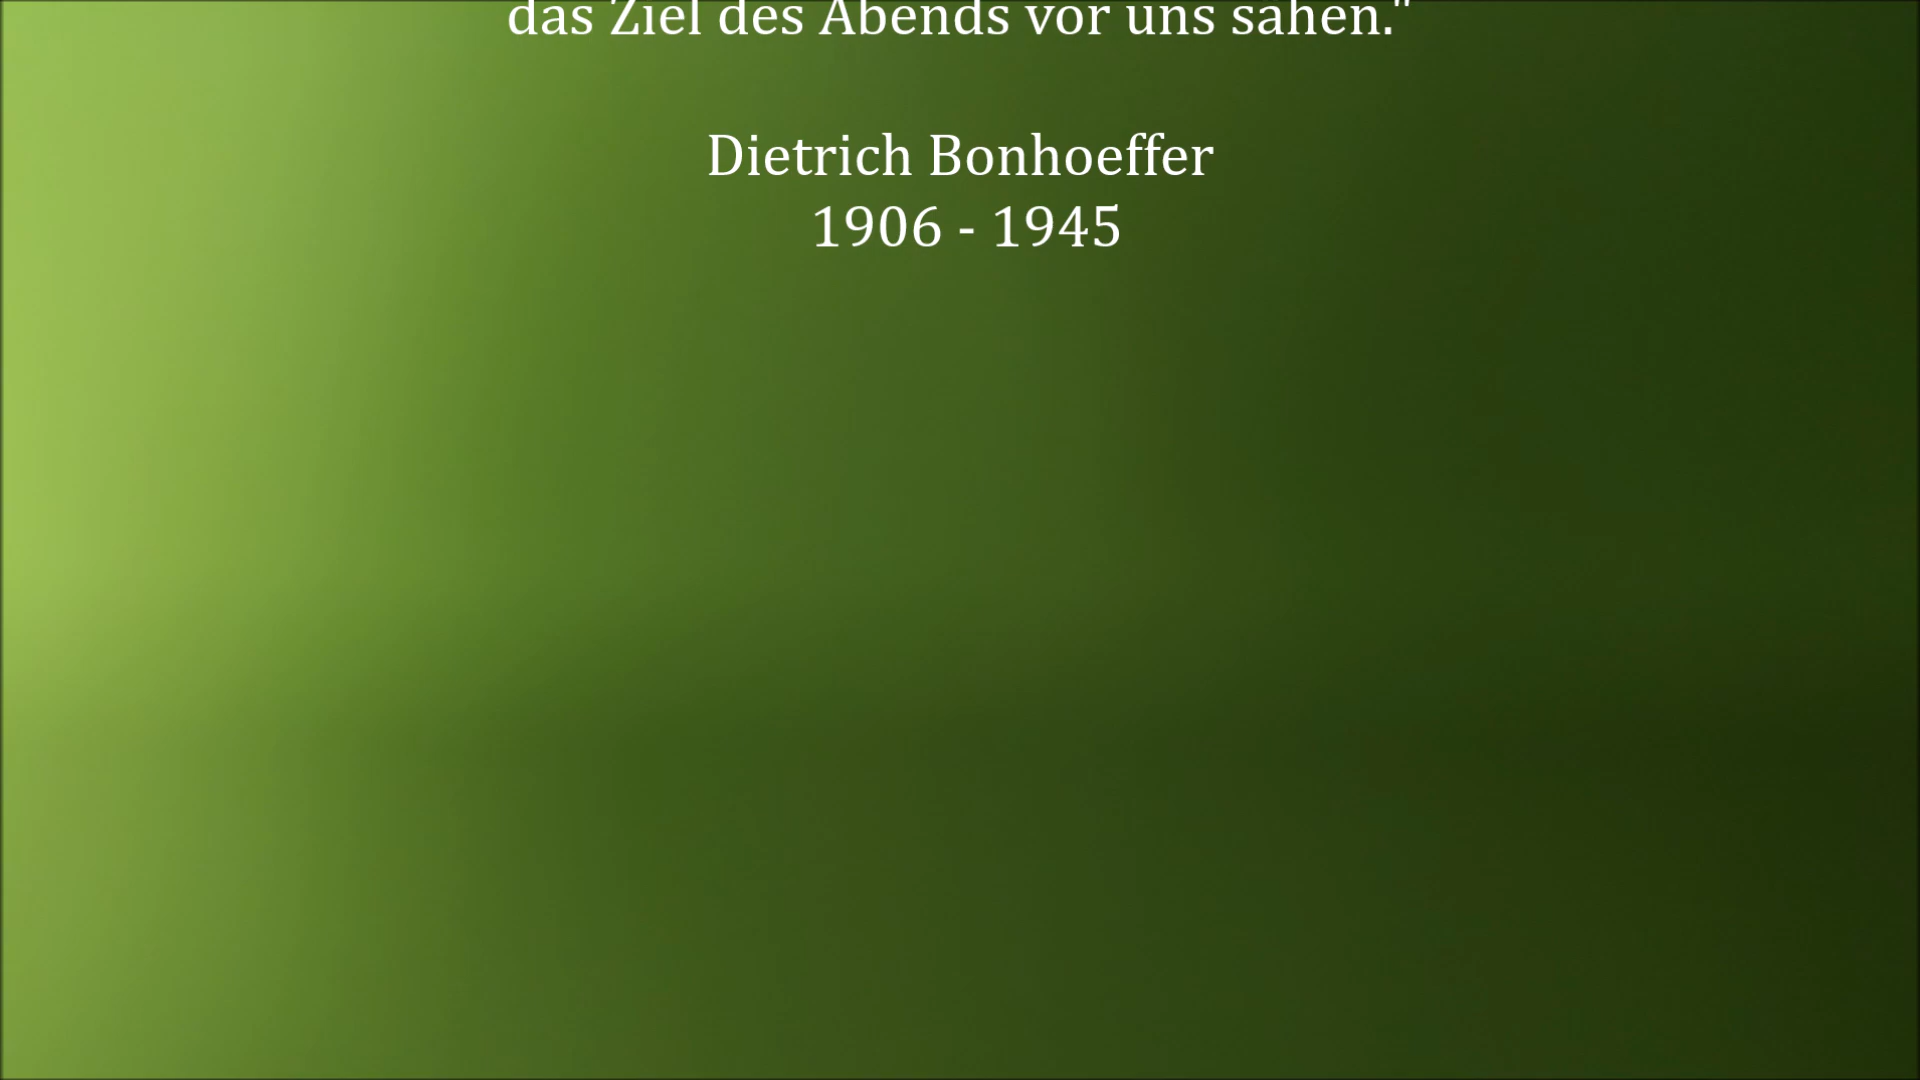 das Ziel des Abends vor uns sahen."
Dietrich Bonhoeffer
1906 - 1945